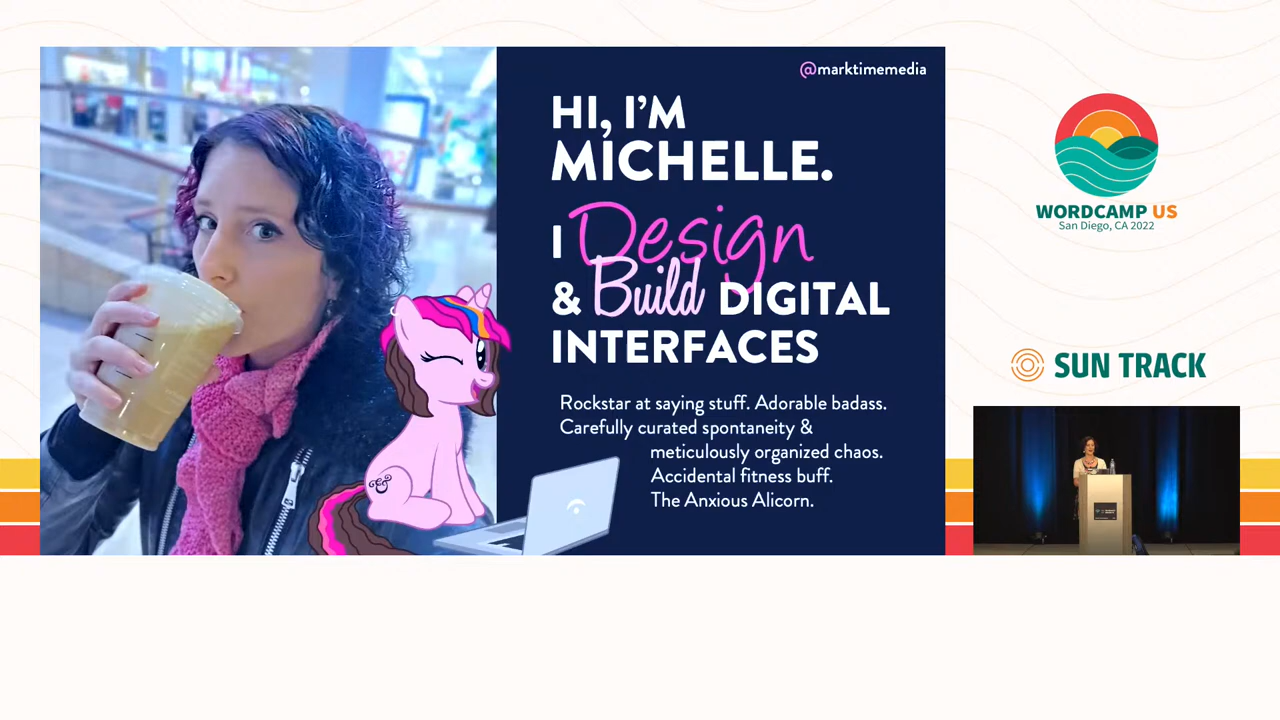 @marktimemedia
HI, I'M
MICHELLE.
I Design
& Build DIGITAL
INTERFACES
Rockstar at saying stuff. Adorable badass.
Carefully curated spontaneity &
meticulously organized chaos.
Accidental fitness buff.
The Anxious Alicorn.
WORDCAMP US
San Diego, CA 2022
SUN TRACK